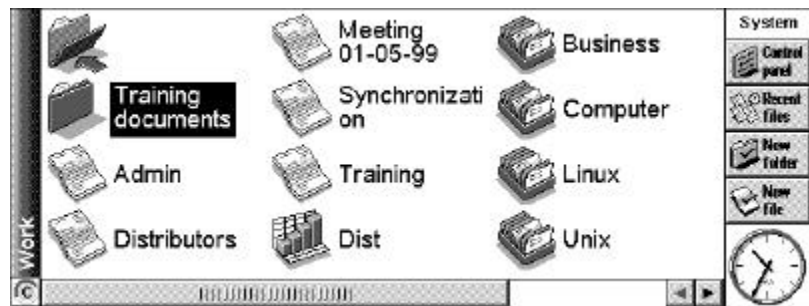 Work
Training
documents
Admin
Distributors
Meeting
01-05-99
Synchronizati
on
Training
Dist
Business
Computer
Linux
Unix
System
Control
panel
Recent
files
New
folder
New
file